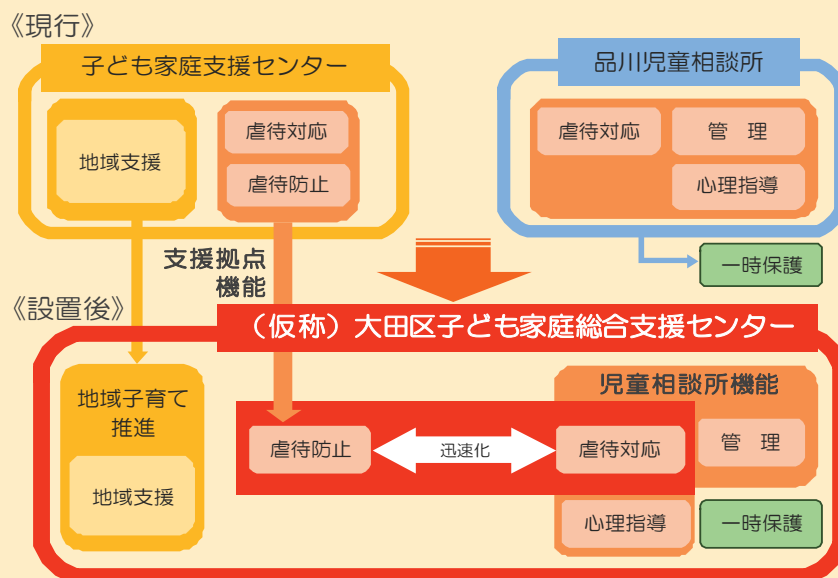 《現行》
子ども家庭支援センター
地域支援
虐待対応
虐待防止
品川児童相談所
虐待対応
管　理
心理指導
一時保護
支援拠点
機能
《設置後》
（仮称）大田区子ども家庭総合支援センター
地域子育て
推進
地域支援
虐待防止
迅速化
児童相談所機能
虐待対応
管　理
心理指導
一時保護